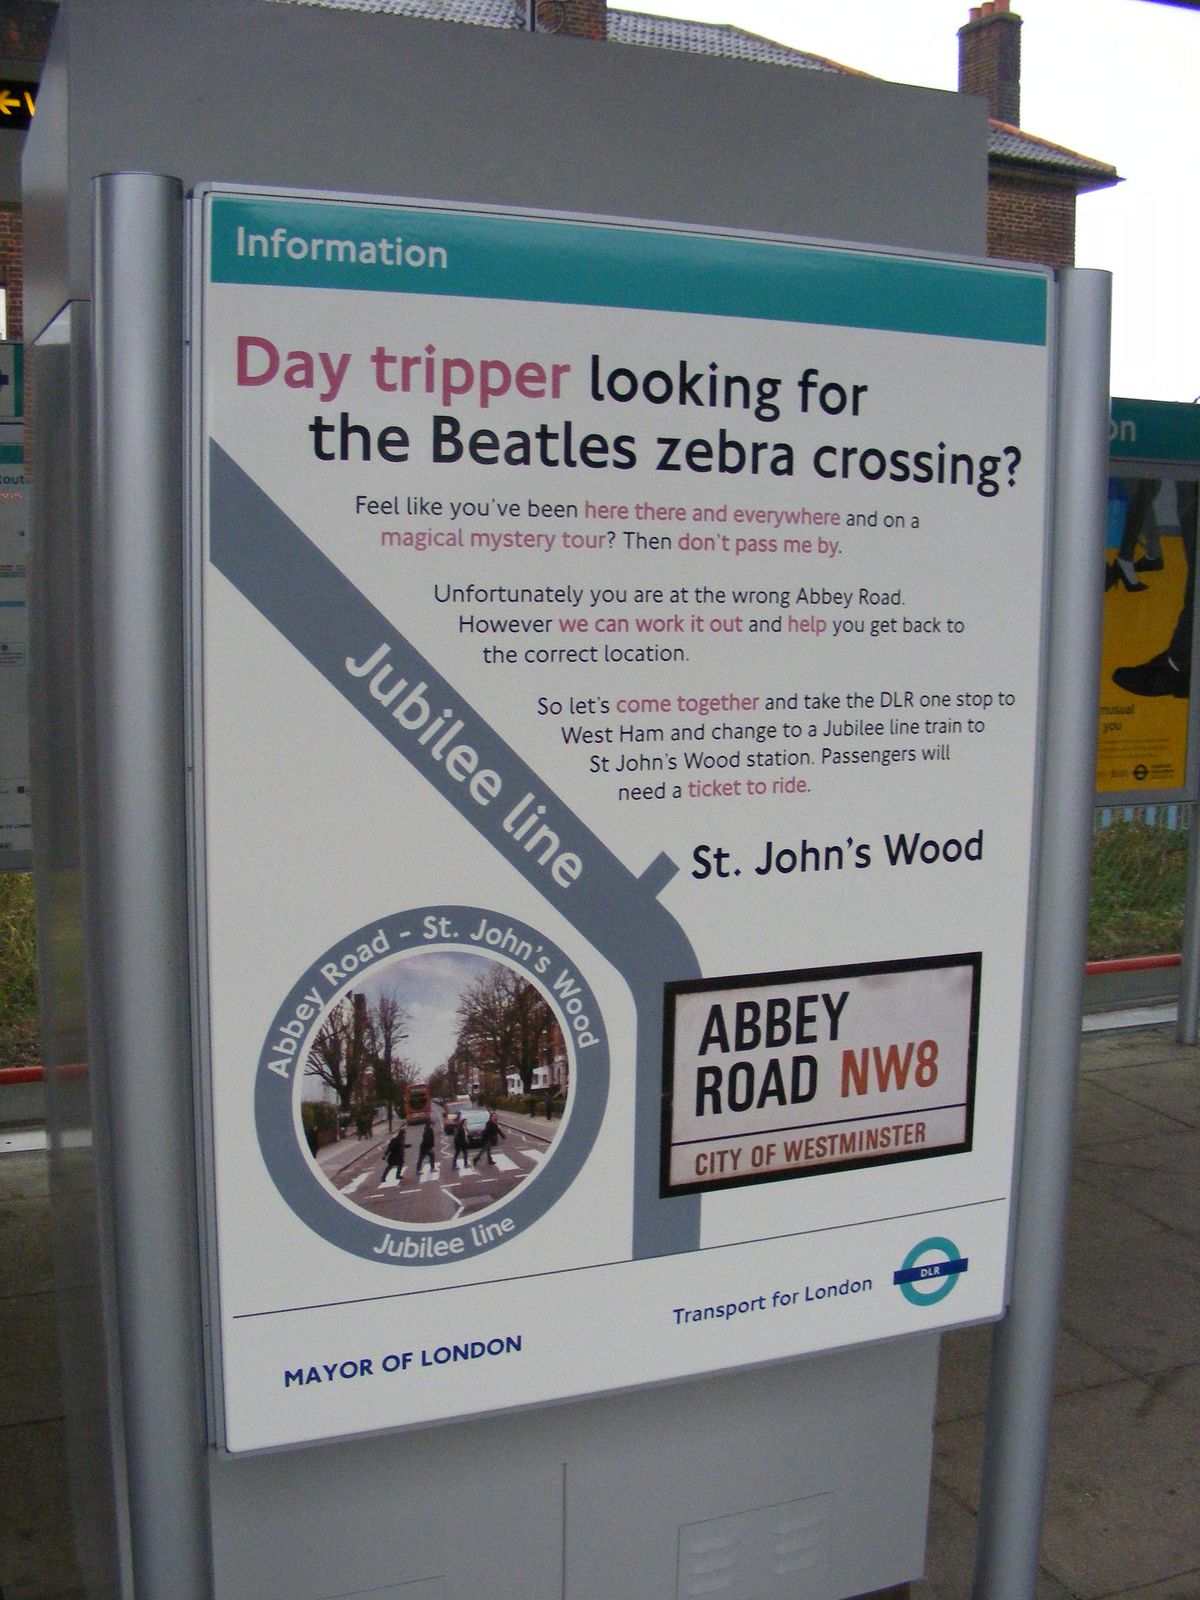 Information
Day tripper looking for
the Beatles zebra crossing?
Feel like you've been here there and everywhere and on a
magical mystery tour? Then don't pass me by.
Unfortunately you are at the wrong Abbey Road.
However we can work it out and help you get back to
the correct location.
So let's come together and take the DLR one stop to
West Ham and change to a Jubilee line train to
St John's Wood station. Passengers will
need a ticket to ride.
Jubilee line
St. John's Wood
Abbey Road - St. John's Wood
Jubilee line
ABBEY
ROAD NW8
CITY OF WESTMINSTER
MAYOR OF LONDON
Transport for London
DLR
on
nusual
you